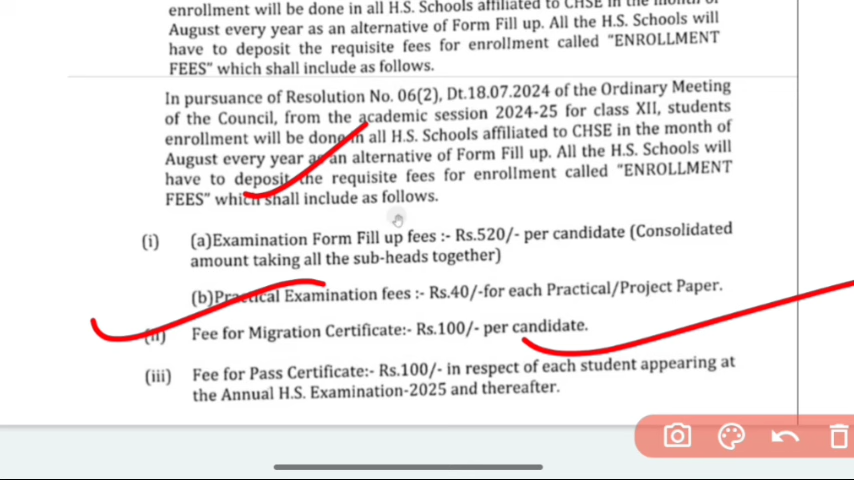 enrollment will be done in all H.S. Schools affiliated to CHSE in the month of
August every year as an alternative of Form Fill up. All the H.S. Schools will
have to deposit the requisite fees for enrollment called "ENROLLMENT
FEES" which shall include as follows.
In pursuance of Resolution No. 06(2), Dt.18.07.2024 of the Ordinary Meeting
of the Council, from the academic session 2024-25 for class XII, students
enrollment will be done in all H.S. Schools affiliated to CHSE in the month of
August every year as an alternative of Form Fill up. All the H.S. Schools will
have to deposit the requisite fees for enrollment called "ENROLLMENT
FEES" which shall include as follows.
(i) (a)Examination Form Fill up fees :- Rs.520/- per candidate (Consolidated
amount taking all the sub-heads together)
(b)Practical Examination fees :- Rs.40/-for each Practical/Project Paper.
(ii) Fee for Migration Certificate:- Rs.100/- per candidate.
(iii) Fee for Pass Certificate:- Rs.100/- in respect of each student appearing at
the Annual H.S. Examination-2025 and thereafter.